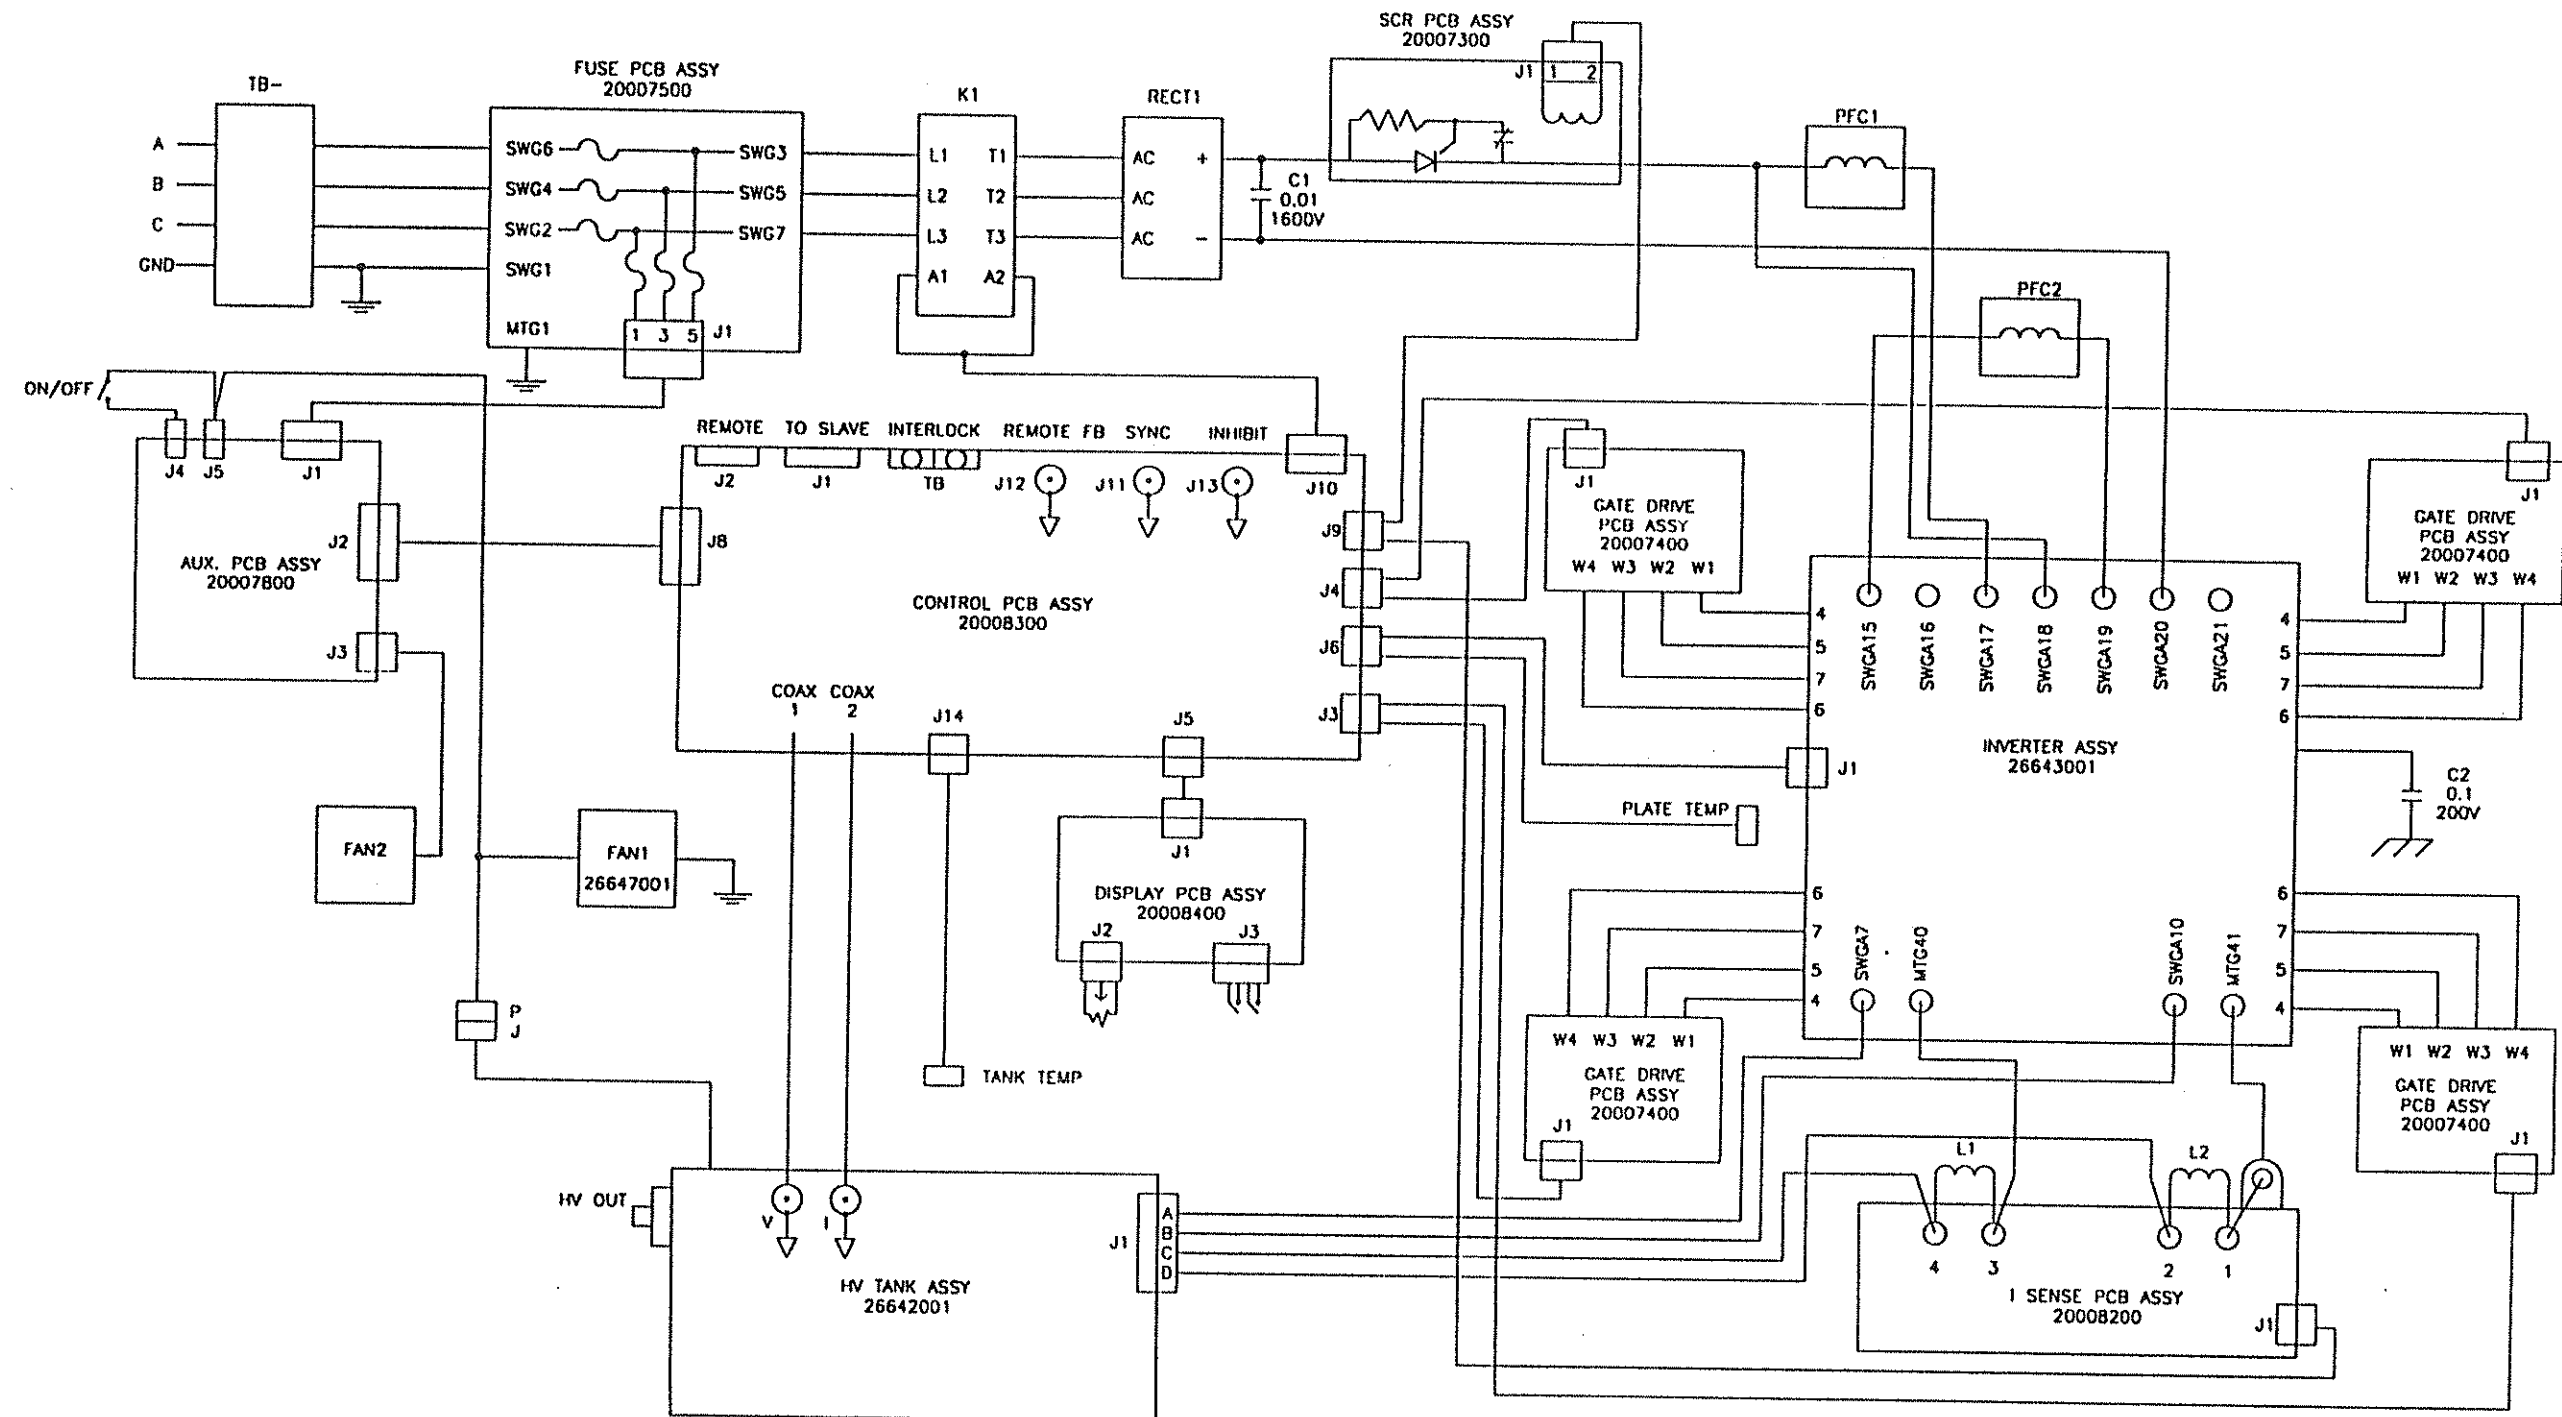 SCR PCB ASSY
20007300
J1 1 2
FUSE PCB ASSY
20007500
TB-
K1
RECT1
PFC1
A
B
C
GND
SWG6
SWG3
SWG4
SWG5
SWG2
SWG7
SWG1
MTG1
1 3 5
J1
L1 T1
L2 T2
L3 T3
A1 A2
AC +
AC
AC -
C1
0.01
1600V
PFC2
ON/OFF
J4
J5
J1
J2
J3
AUX. PCB ASSY
20007800
REMOTE TO SLAVE INTERLOCK REMOTE FB SYNC INHIBIT
J2
J1
TB
J12
J11
J13
J10
J8
J9
J4
J6
J3
CONTROL PCB ASSY
20008300
COAX COAX
1 2
J14
J5
J1
GATE DRIVE
PCB ASSY
20007400
W4 W3 W2 W1
J1
GATE DRIVE
PCB ASSY
20007400
W1 W2 W3 W4
4
5
7
6
SWGA15
SWGA16
SWGA17
SWGA18
SWGA19
SWGA20
SWGA21
4
5
7
6
INVERTER ASSY
26643001
J1
PLATE TEMP
C2
0.1
200V
FAN2
FAN1
26647001
J1
DISPLAY PCB ASSY
20008400
J2
J3
6
7
5
4
SWGA7
MTG40
SWGA10
MTG41
6
7
5
4
P
J
TANK TEMP
W4 W3 W2 W1
GATE DRIVE
PCB ASSY
20007400
J1
W1 W2 W3 W4
GATE DRIVE
PCB ASSY
20007400
J1
L1
L2
HV OUT
V
I
J1
A
B
C
D
HV TANK ASSY
26642001
4 3 2 1
I SENSE PCB ASSY
20008200
J1